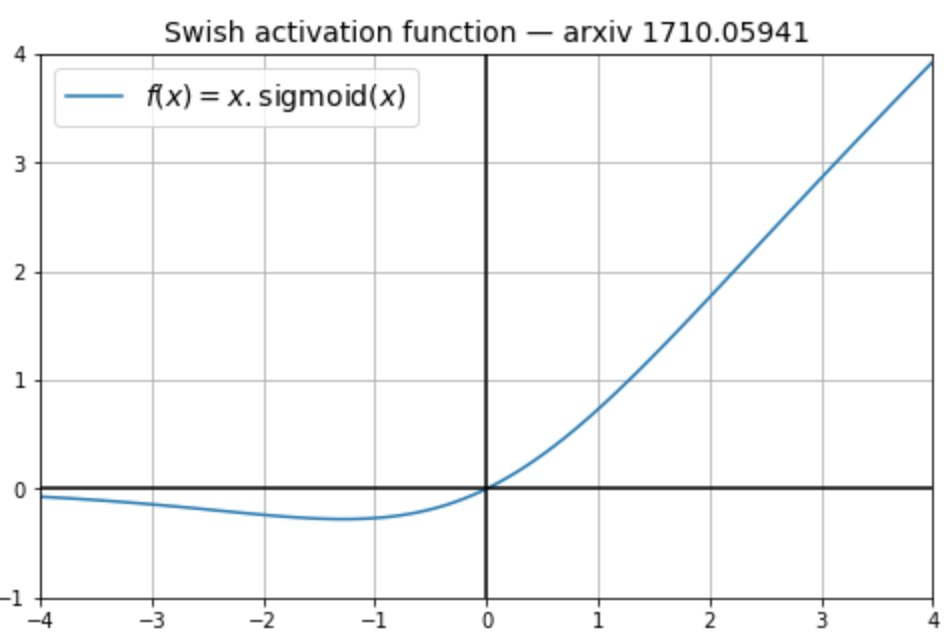 Swish activation function — arxiv 1710.05941
f(x) = x. sigmoid(x)
4
3
2
1
0
−1
−4 −3 −2 −1 0 1 2 3 4